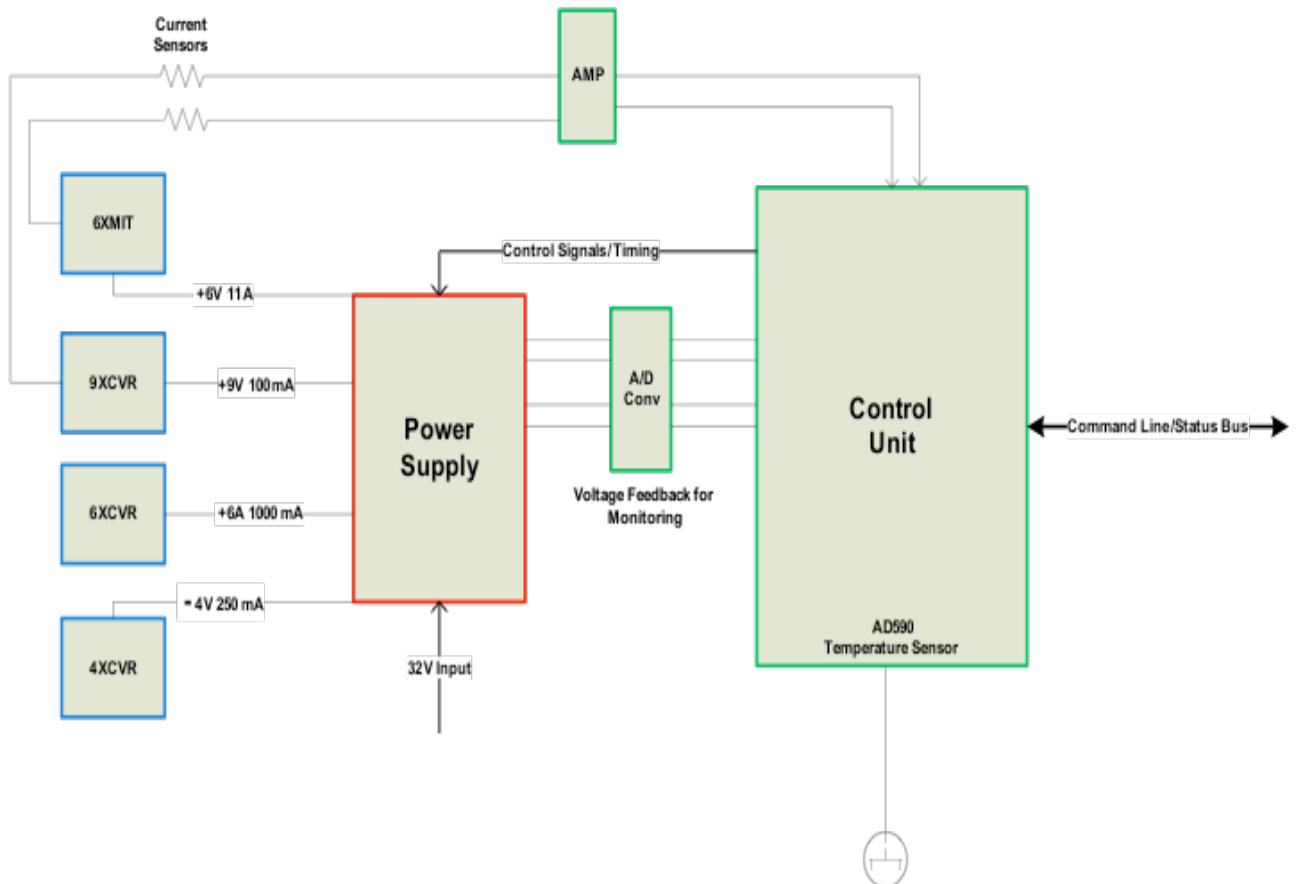 Current
Sensors
AMP
6XMIT
Control Signals/Timing
+6V 11A
9XCVR
+9V 100mA
A/D
Conv
Power
Supply
Control
Unit
Command Line/Status Bus
6XCVR
+6A 1000 mA
Voltage Feedback for
Monitoring
- 4V 250 mA
4XCVR
32V Input
AD590
Temperature Sensor